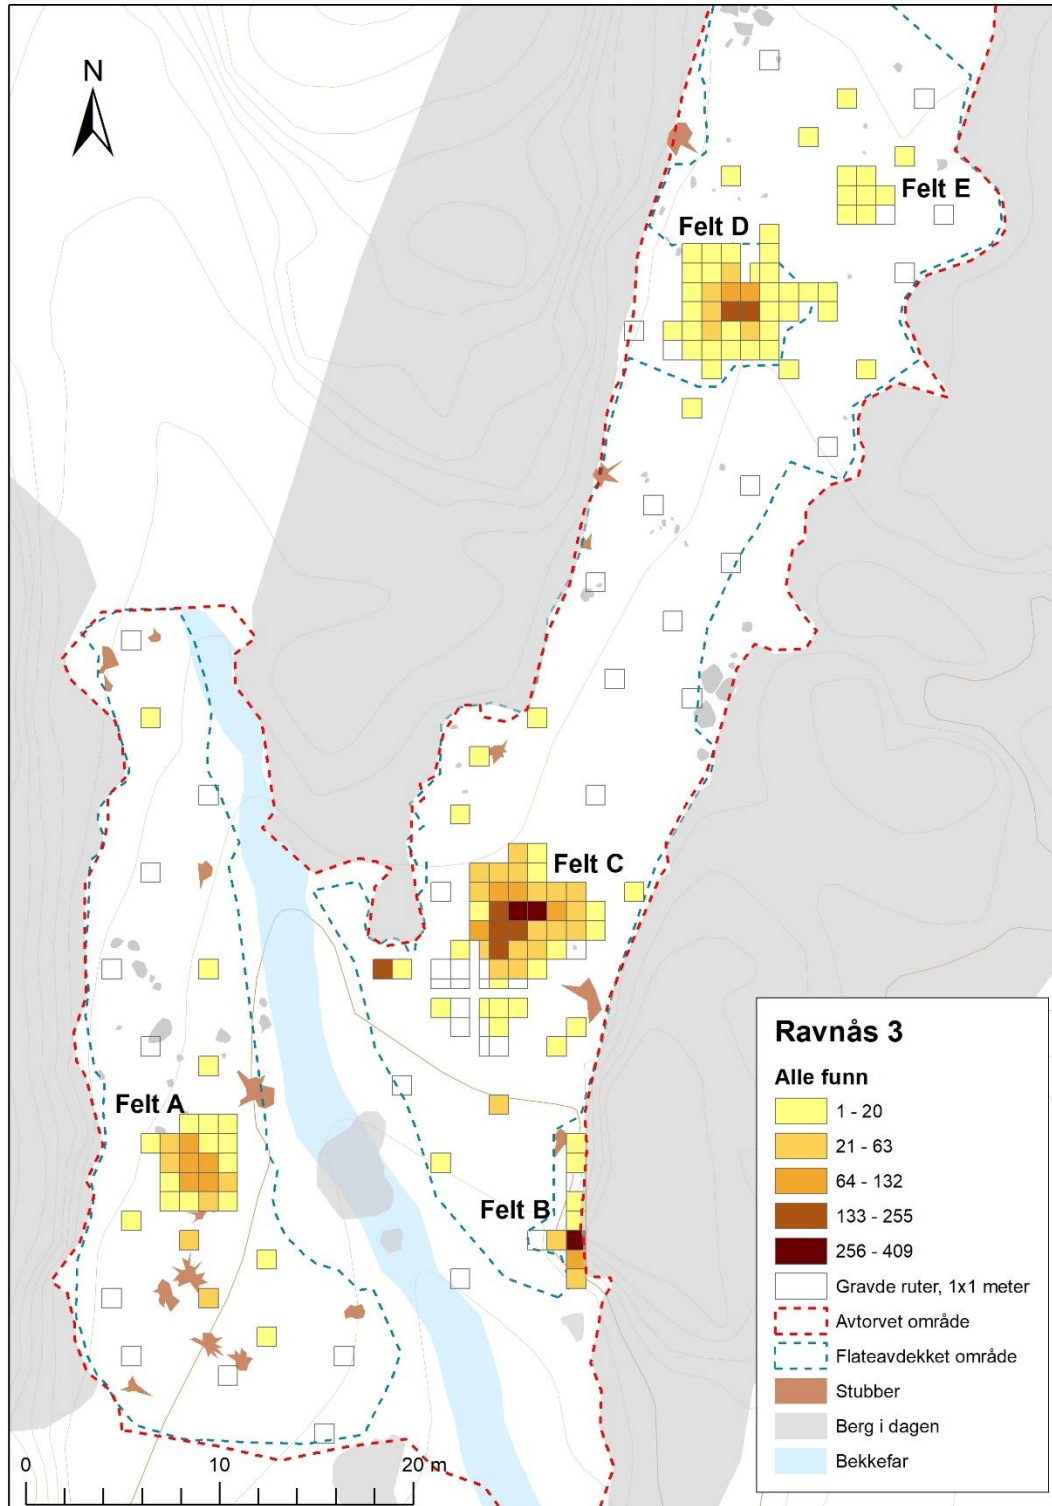 N
Felt E
Felt D
Felt C
Felt A
Felt B
Ravnås 3
Alle funn
1 - 20
21 - 63
64 - 132
133 - 255
256 - 409
Gravde ruter, 1x1 meter
Avtorvet område
Flateavdekket område
Stubber
Berg i dagen
Bekkefar
0 10 20 m